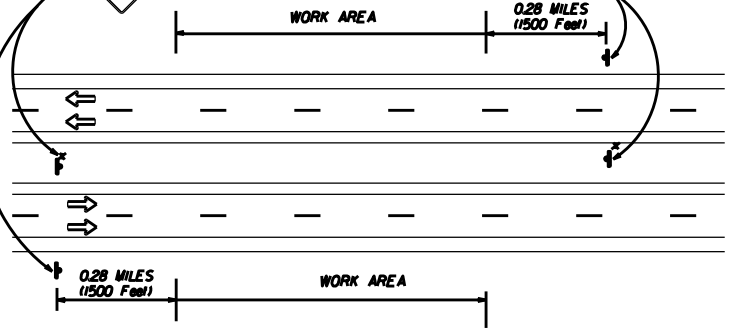 WORK AREA
0.28 MILES
(1500 Feet)
x
x
0.28 MILES
(1500 Feet)
WORK AREA